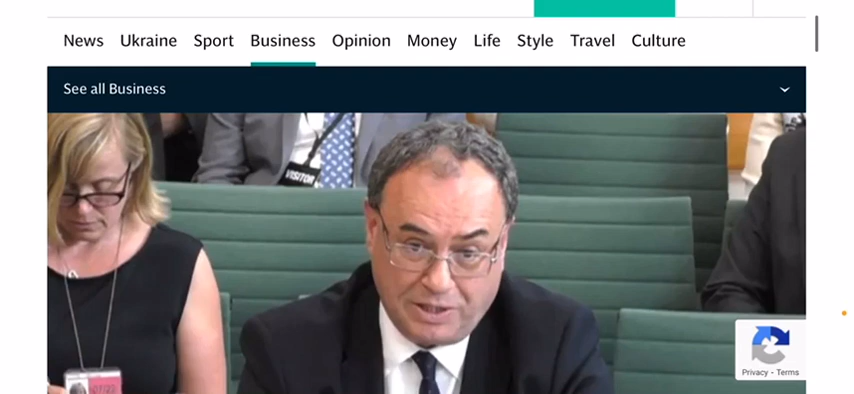 News Ukraine Sport Business Opinion Money Life Style Travel Culture
See all Business
VISITOR
Privacy - Terms